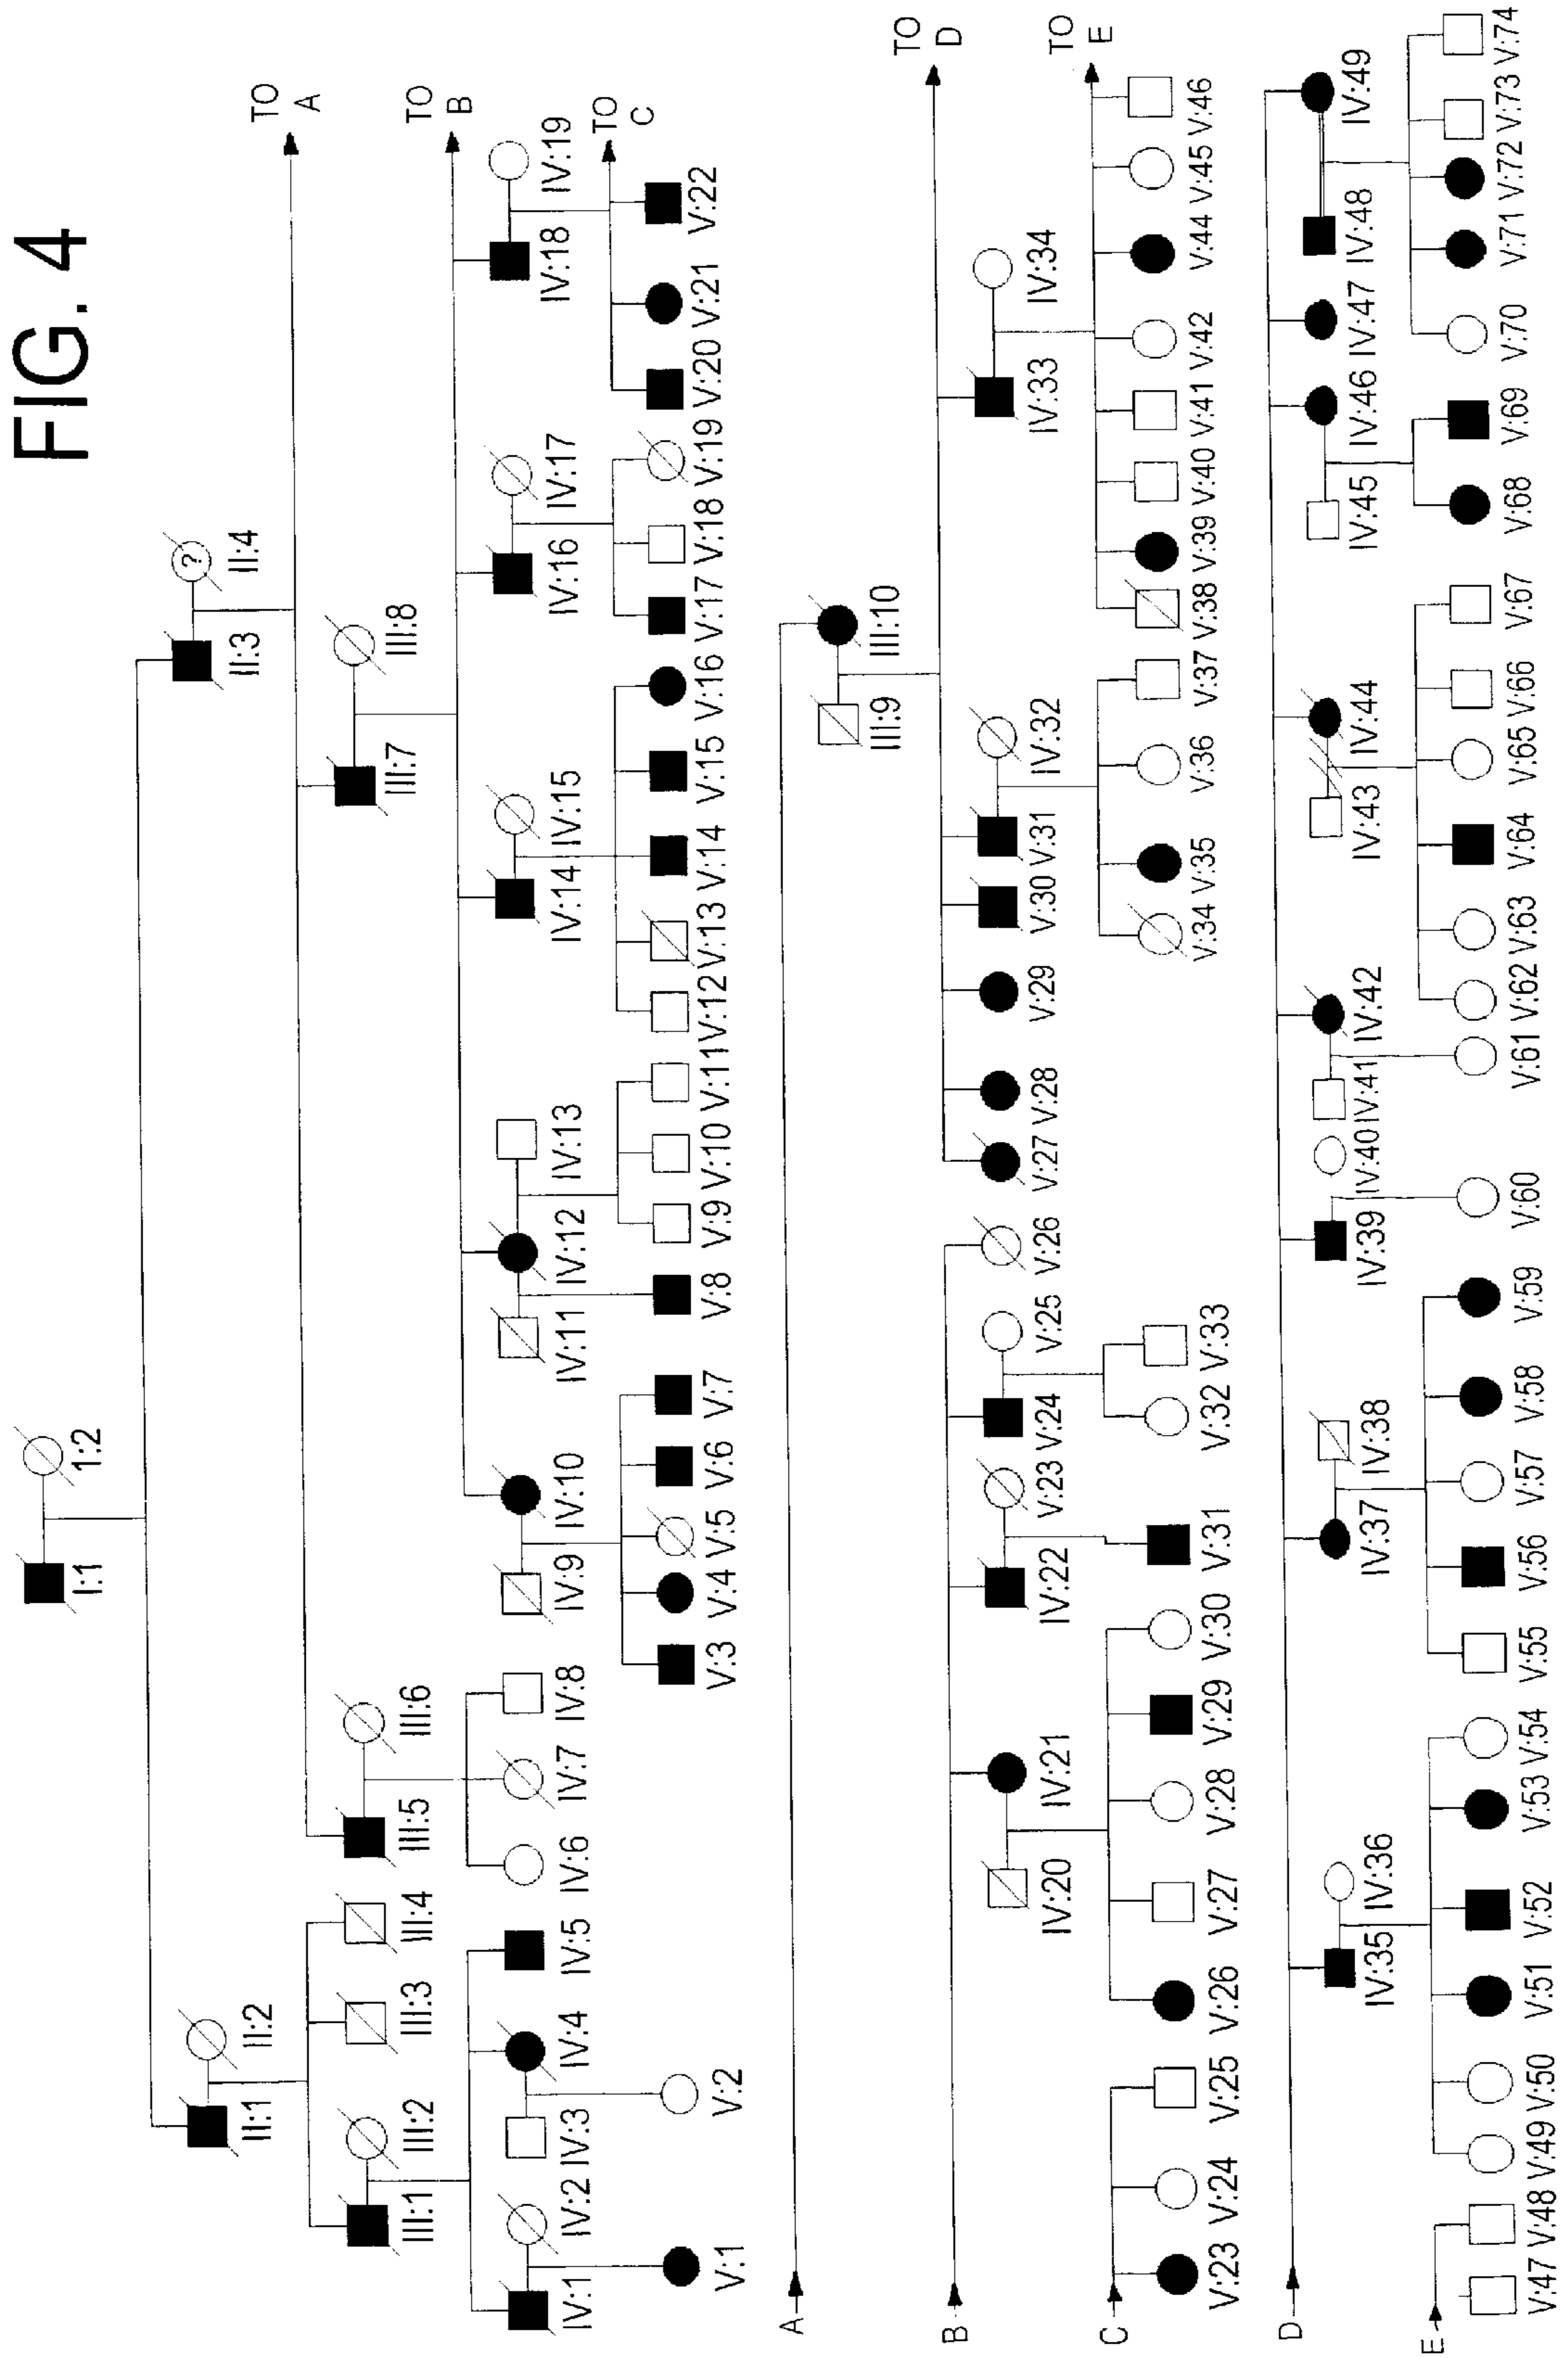 FIG. 4
I:1 1:2
II:1 II:2 II:3 II:4
?
TO A
III:1 III:2 III:3 III:4 III:5 III:6 III:7 III:8
TO B
IV:1 IV:2 IV:3 IV:4 IV:5 IV:6 IV:7 IV:8 IV:9 IV:10 IV:11 IV:12 IV:13 IV:14 IV:15 IV:16 IV:17 IV:18 IV:19
TO C
V:1 V:2 V:3 V:4 V:5 V:6 V:7 V:8 V:9 V:10 V:11 V:12 V:13 V:14 V:15 V:16 V:17 V:18 V:19 V:20 V:21 V:22
A
III:9 III:10
B
TO D
IV:20 IV:21 IV:22 V:23 V:24 V:25 V:26 V:27 V:28 V:29 V:30 V:31 IV:32 IV:33 IV:34
C
TO E
V:23 V:24 V:25 V:26 V:27 V:28 V:29 V:30 V:31 V:32 V:33 V:34 V:35 V:36 V:37 V:38 V:39 V:40 V:41 V:42 V:44 V:45 V:46
D
IV:35 IV:36 IV:37 IV:38 IV:39 IV:40 IV:41 IV:42 IV:43 IV:44 IV:45 IV:46 IV:47 IV:48 IV:49
E
V:47 V:48 V:49 V:50 V:51 V:52 V:53 V:54 V:55 V:56 V:57 V:58 V:59 V:60 V:61 V:62 V:63 V:64 V:65 V:66 V:67 V:68 V:69 V:70 V:71 V:72 V:73 V:74